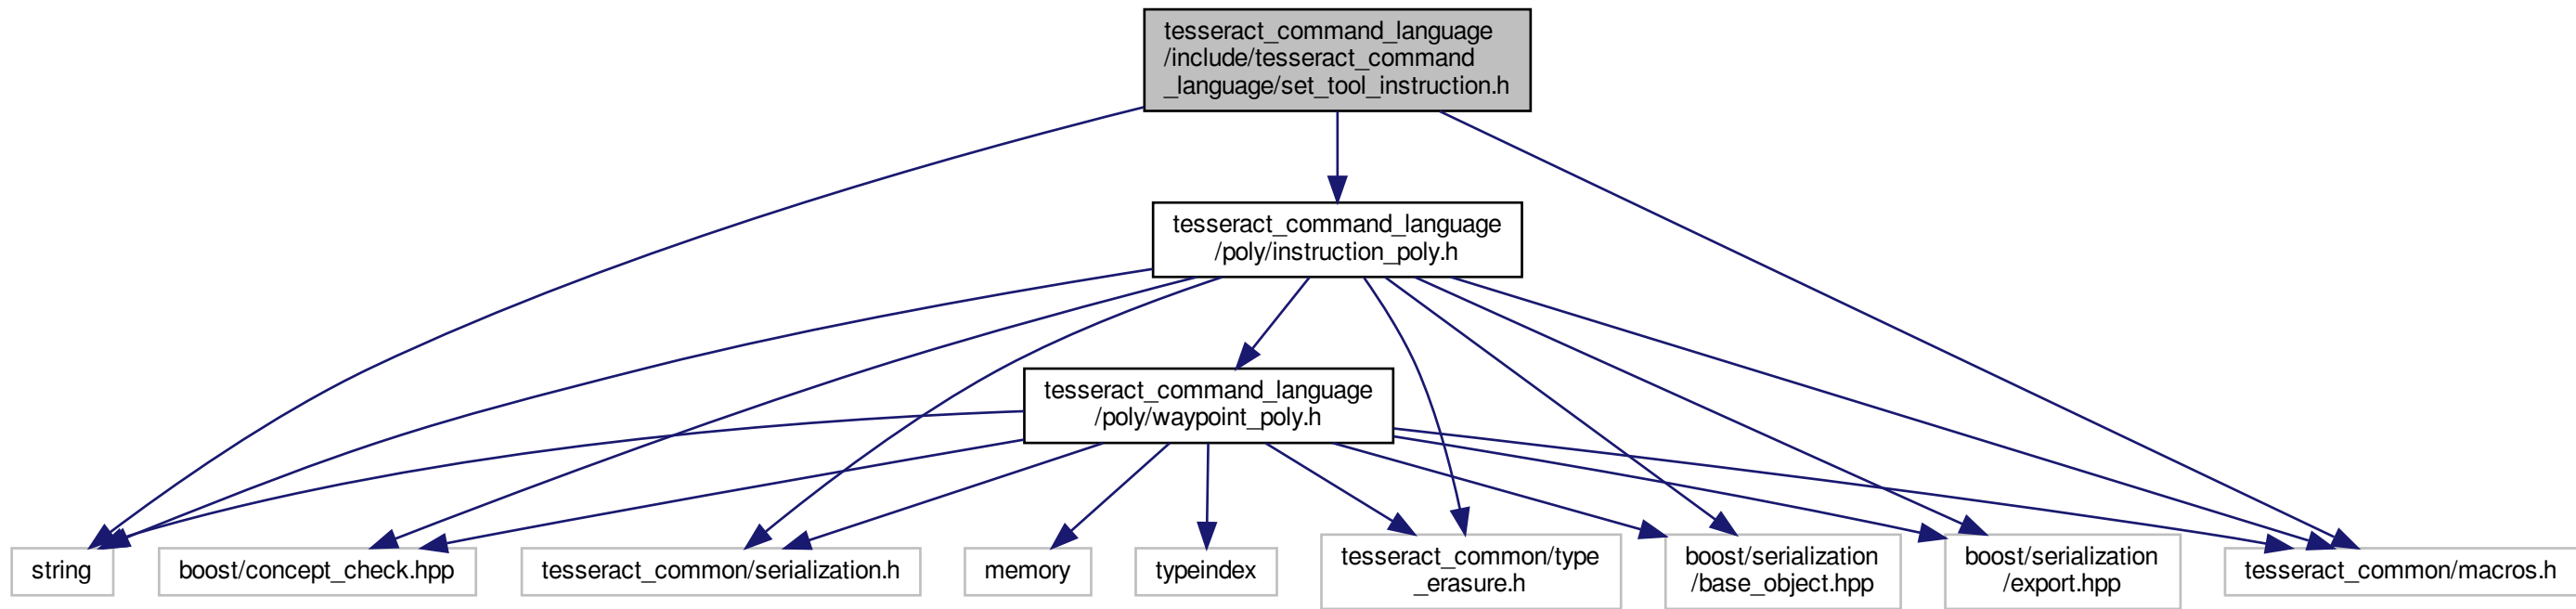 tesseract_command_language
/include/tesseract_command
_language/set_tool_instruction.h
tesseract_command_language
/poly/instruction_poly.h
tesseract_command_language
/poly/waypoint_poly.h
string
boost/concept_check.hpp
tesseract_common/serialization.h
memory
typeindex
tesseract_common/type
_erasure.h
boost/serialization
/base_object.hpp
boost/serialization
/export.hpp
tesseract_common/macros.h